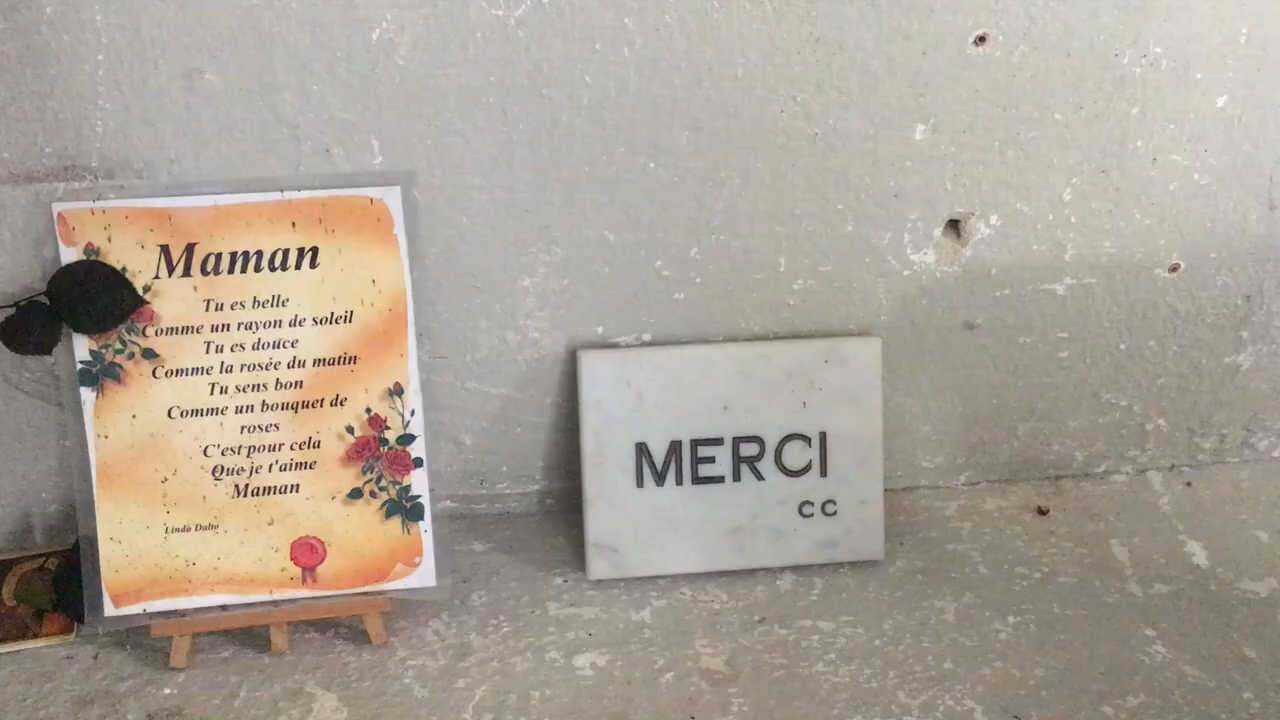 Maman
Tu es belle
Comme un rayon de soleil
Tu es douce
Comme la rosée du matin
Tu sens bon
Comme un bouquet de
roses
C'est pour cela
Que je t'aime
Maman
Linda Dalto
MERCI
CC